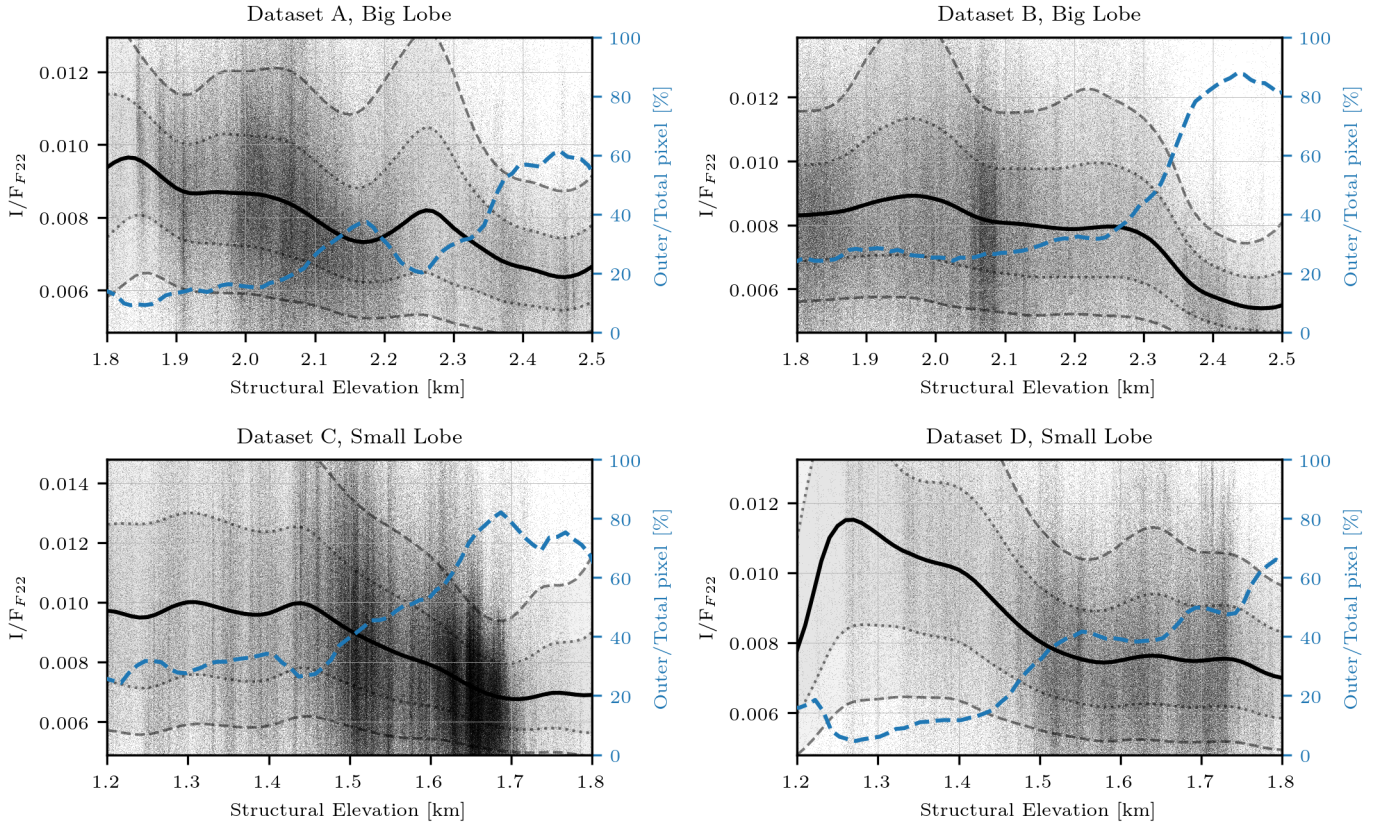 Dataset A, Big Lobe
0.012
0.010
0.008
0.006
I/F_F22
100
80
60
40
20
0
Outer/Total pixel [%]
1.8 1.9 2.0 2.1 2.2 2.3 2.4 2.5
Structural Elevation [km]
Dataset B, Big Lobe
0.012
0.010
0.008
0.006
I/F_F22
100
80
60
40
20
0
Outer/Total pixel [%]
1.8 1.9 2.0 2.1 2.2 2.3 2.4 2.5
Structural Elevation [km]
Dataset C, Small Lobe
0.014
0.012
0.010
0.008
0.006
I/F_F22
100
80
60
40
20
0
Outer/Total pixel [%]
1.2 1.3 1.4 1.5 1.6 1.7 1.8
Structural Elevation [km]
Dataset D, Small Lobe
0.012
0.010
0.008
0.006
I/F_F22
100
80
60
40
20
0
Outer/Total pixel [%]
1.2 1.3 1.4 1.5 1.6 1.7 1.8
Structural Elevation [km]